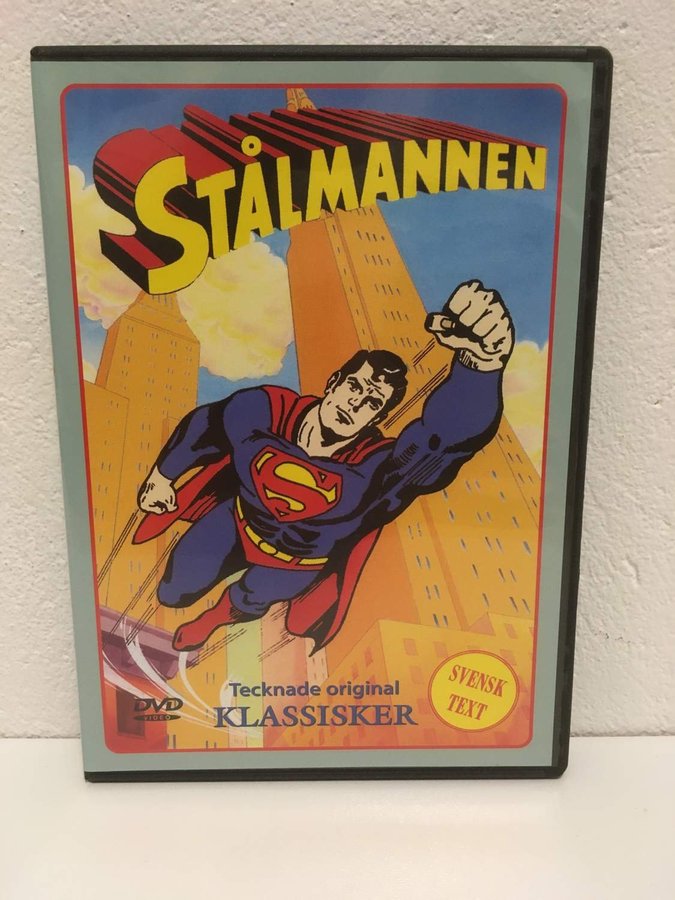 STÅLMANNEN
S
Tecknade original
KLASSISKER
SVENSK
TEXT
DVD
VIDEO